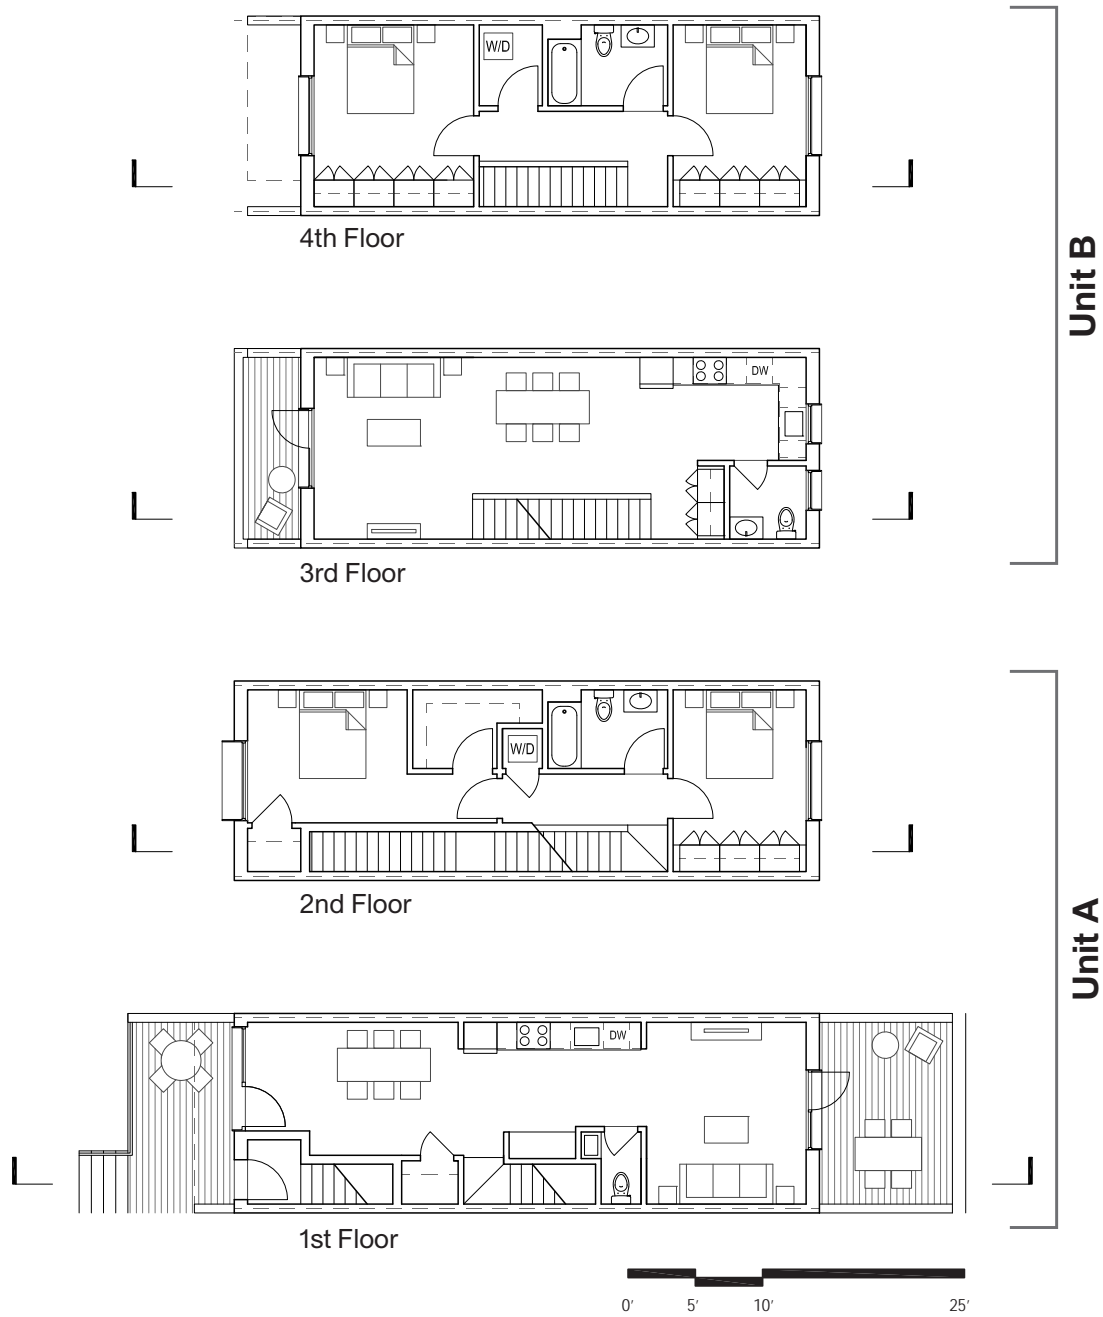 W/D
4th Floor
Unit B
DW
3rd Floor
W/D
2nd Floor
Unit A
DW
1st Floor
0′ 5′ 10′ 25′